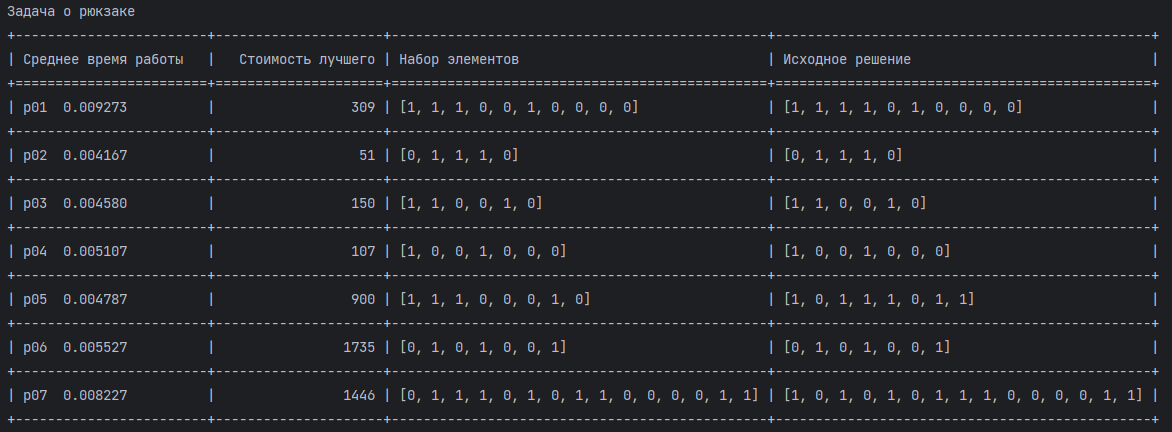 Задача о рюкзаке
+------------------------+---------------------+-----------------------------------------------+-----------------------------------------------+
| Среднее время работы   |   Стоимость лучшего | Набор элементов                               | Исходное решение                              |
+========================+=====================+===============================================+===============================================+
| p01  0.009273          |                 309 | [1, 1, 1, 0, 0, 1, 0, 0, 0, 0]                | [1, 1, 1, 1, 0, 1, 0, 0, 0, 0]                |
+------------------------+---------------------+-----------------------------------------------+-----------------------------------------------+
| p02  0.004167          |                  51 | [0, 1, 1, 1, 0]                               | [0, 1, 1, 1, 0]                               |
+------------------------+---------------------+-----------------------------------------------+-----------------------------------------------+
| p03  0.004580          |                 150 | [1, 1, 0, 0, 1, 0]                            | [1, 1, 0, 0, 1, 0]                            |
+------------------------+---------------------+-----------------------------------------------+-----------------------------------------------+
| p04  0.005107          |                 107 | [1, 0, 0, 1, 0, 0, 0]                         | [1, 0, 0, 1, 0, 0, 0]                         |
+------------------------+---------------------+-----------------------------------------------+-----------------------------------------------+
| p05  0.004787          |                 900 | [1, 1, 1, 0, 0, 0, 1, 0]                      | [1, 0, 1, 1, 1, 0, 1, 1]                      |
+------------------------+---------------------+-----------------------------------------------+-----------------------------------------------+
| p06  0.005527          |                1735 | [0, 1, 0, 1, 0, 0, 1]                         | [0, 1, 0, 1, 0, 0, 1]                         |
+------------------------+---------------------+-----------------------------------------------+-----------------------------------------------+
| p07  0.008227          |                1446 | [0, 1, 1, 1, 0, 1, 0, 1, 1, 0, 0, 0, 0, 1, 1] | [1, 0, 1, 0, 1, 0, 1, 1, 1, 0, 0, 0, 0, 1, 1] |
+------------------------+---------------------+-----------------------------------------------+-----------------------------------------------+